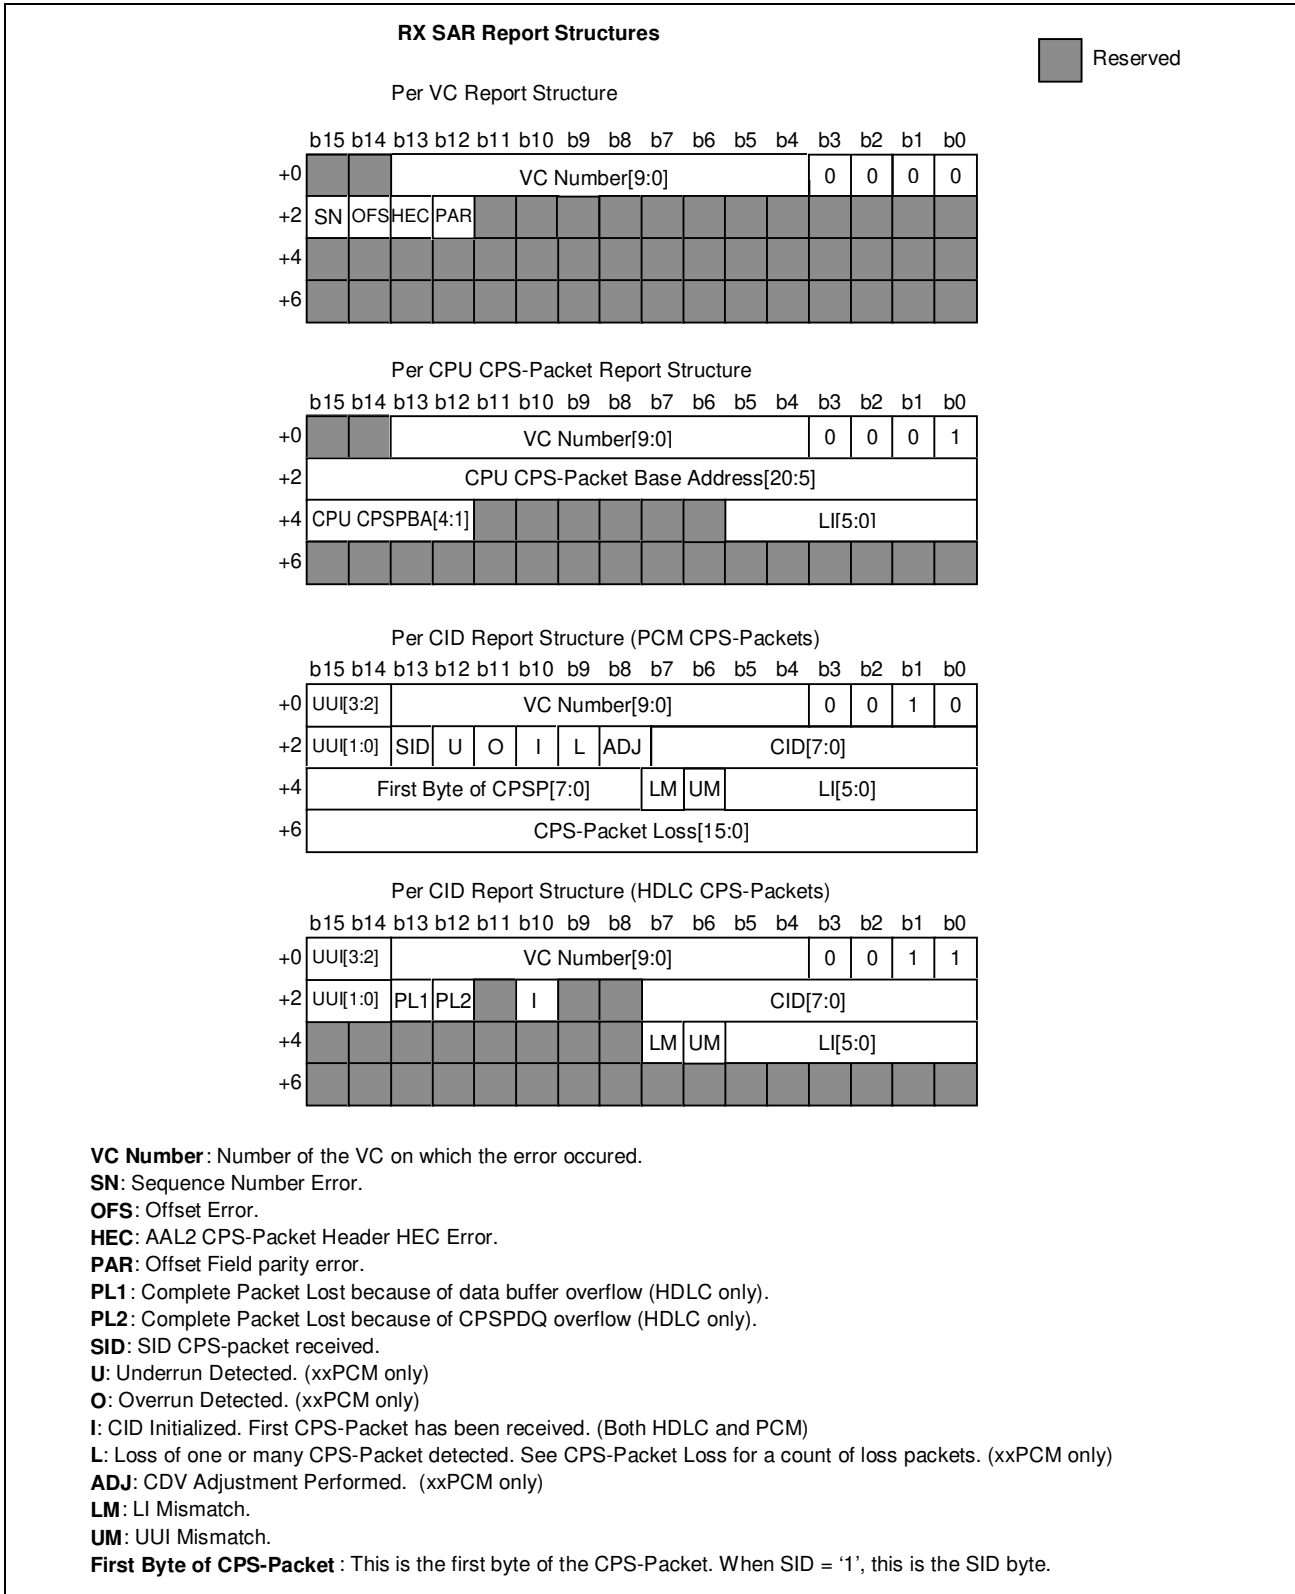 RX SAR Report Structures
Reserved
Per VC Report Structure
b15 b14 b13 b12 b11 b10 b9 b8 b7 b6 b5 b4 b3 b2 b1 b0
+0 VC Number[9:0] 0 0 0 0
+2 SN OFS HEC PAR
+4
+6
Per CPU CPS-Packet Report Structure
b15 b14 b13 b12 b11 b10 b9 b8 b7 b6 b5 b4 b3 b2 b1 b0
+0 VC Number[9:0] 0 0 0 1
+2 CPU CPS-Packet Base Address[20:5]
+4 CPU CPSPBA[4:1] LI[5:0]
+6
Per CID Report Structure (PCM CPS-Packets)
b15 b14 b13 b12 b11 b10 b9 b8 b7 b6 b5 b4 b3 b2 b1 b0
+0 UUI[3:2] VC Number[9:0] 0 0 1 0
+2 UUI[1:0] SID U O I L ADJ CID[7:0]
+4 First Byte of CPSP[7:0] LM UM LI[5:0]
+6 CPS-Packet Loss[15:0]
Per CID Report Structure (HDLC CPS-Packets)
b15 b14 b13 b12 b11 b10 b9 b8 b7 b6 b5 b4 b3 b2 b1 b0
+0 UUI[3:2] VC Number[9:0] 0 0 1 1
+2 UUI[1:0] PL1 PL2 I CID[7:0]
+4 LM UM LI[5:0]
+6
VC Number: Number of the VC on which the error occured.
SN: Sequence Number Error.
OFS: Offset Error.
HEC: AAL2 CPS-Packet Header HEC Error.
PAR: Offset Field parity error.
PL1: Complete Packet Lost because of data buffer overflow (HDLC only).
PL2: Complete Packet Lost because of CPSPDQ overflow (HDLC only).
SID: SID CPS-packet received.
U: Underrun Detected. (xxPCM only)
O: Overrun Detected. (xxPCM only)
I: CID Initialized. First CPS-Packet has been received. (Both HDLC and PCM)
L: Loss of one or many CPS-Packet detected. See CPS-Packet Loss for a count of loss packets. (xxPCM only)
ADJ: CDV Adjustment Performed. (xxPCM only)
LM: LI Mismatch.
UM: UUI Mismatch.
First Byte of CPS-Packet : This is the first byte of the CPS-Packet. When SID = ‘1’, this is the SID byte.